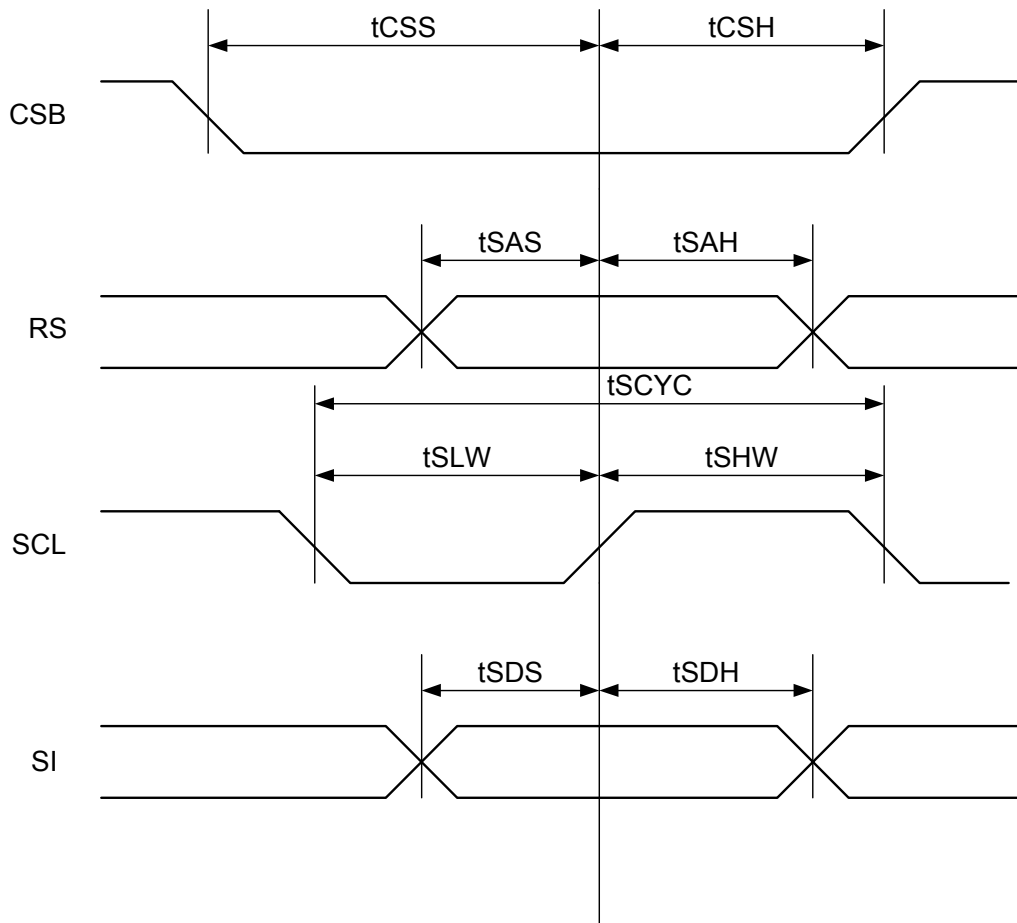 tCSS tCSH
CSB
tSAS tSAH
RS
tSCYC
tSLW tSHW
SCL
tSDS tSDH
SI